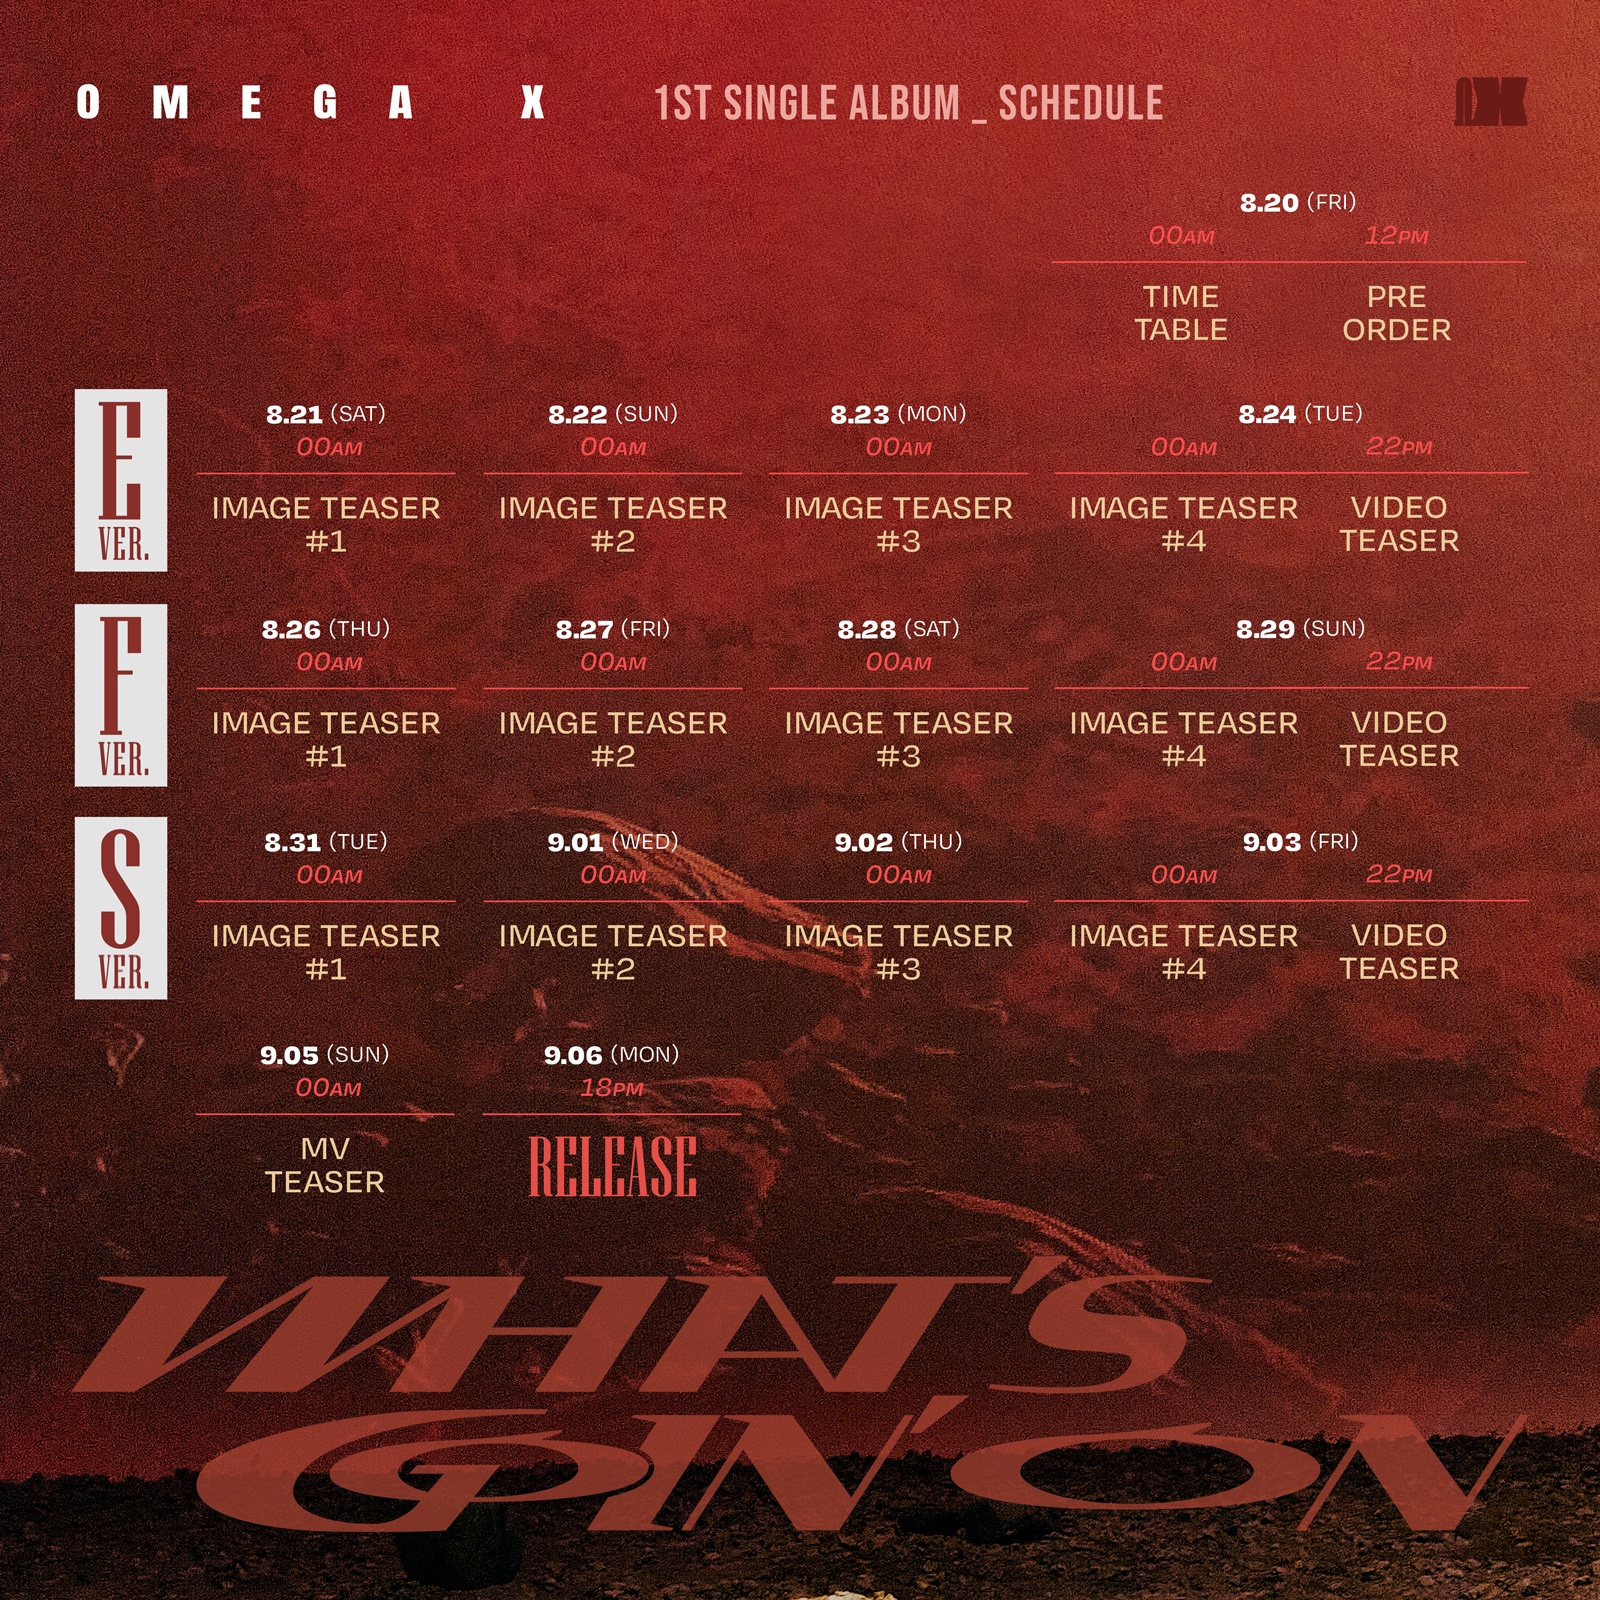 OMEGA X 1ST SINGLE ALBUM _ SCHEDULE
8.20 (FRI)
00AM 12PM
TIME TABLE
PRE ORDER
E VER.
8.21 (SAT) 8.22 (SUN) 8.23 (MON) 8.24 (TUE)
00AM 00AM 00AM 00AM 22PM
IMAGE TEASER IMAGE TEASER IMAGE TEASER IMAGE TEASER VIDEO
#1 #2 #3 #4 TEASER
F VER.
8.26 (THU) 8.27 (FRI) 8.28 (SAT) 8.29 (SUN)
00AM 00AM 00AM 00AM 22PM
IMAGE TEASER IMAGE TEASER IMAGE TEASER IMAGE TEASER VIDEO
#1 #2 #3 #4 TEASER
S VER.
8.31 (TUE) 9.01 (WED) 9.02 (THU) 9.03 (FRI)
00AM 00AM 00AM 00AM 22PM
IMAGE TEASER IMAGE TEASER IMAGE TEASER IMAGE TEASER VIDEO
#1 #2 #3 #4 TEASER
9.05 (SUN) 9.06 (MON)
00AM 18PM
MV TEASER
RELEASE
WHAT'S
GOIN' ON